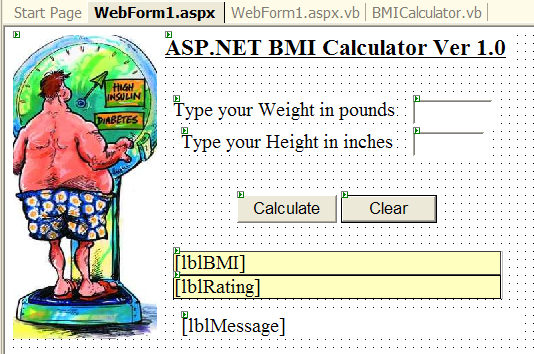 Start Page WebForm1.aspx WebForm1.aspx.vb BMICalculator.vb
ASP.NET BMI Calculator Ver 1.0
HIGH
INSULIN
DIABETES
Type your Weight in pounds
Type your Height in inches
Calculate Clear
[lblBMI]
[lblRating]
[lblMessage]